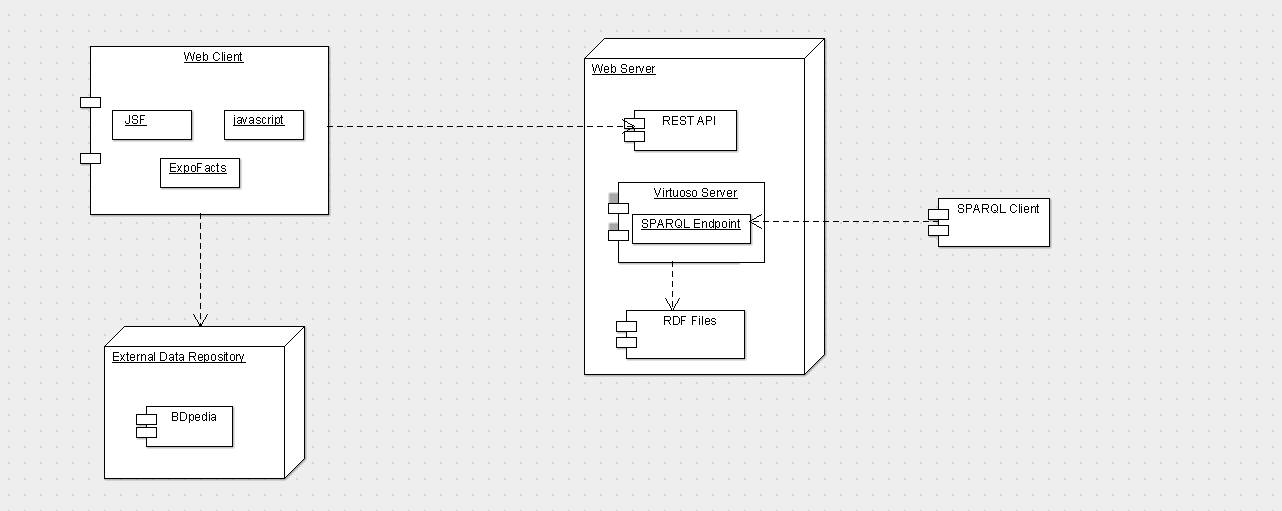 Web Client
JSF
javascript
ExpoFacts
External Data Repository
BDpedia
Web Server
REST API
Virtuoso Server
SPARQL Endpoint
RDF Files
SPARQL Client